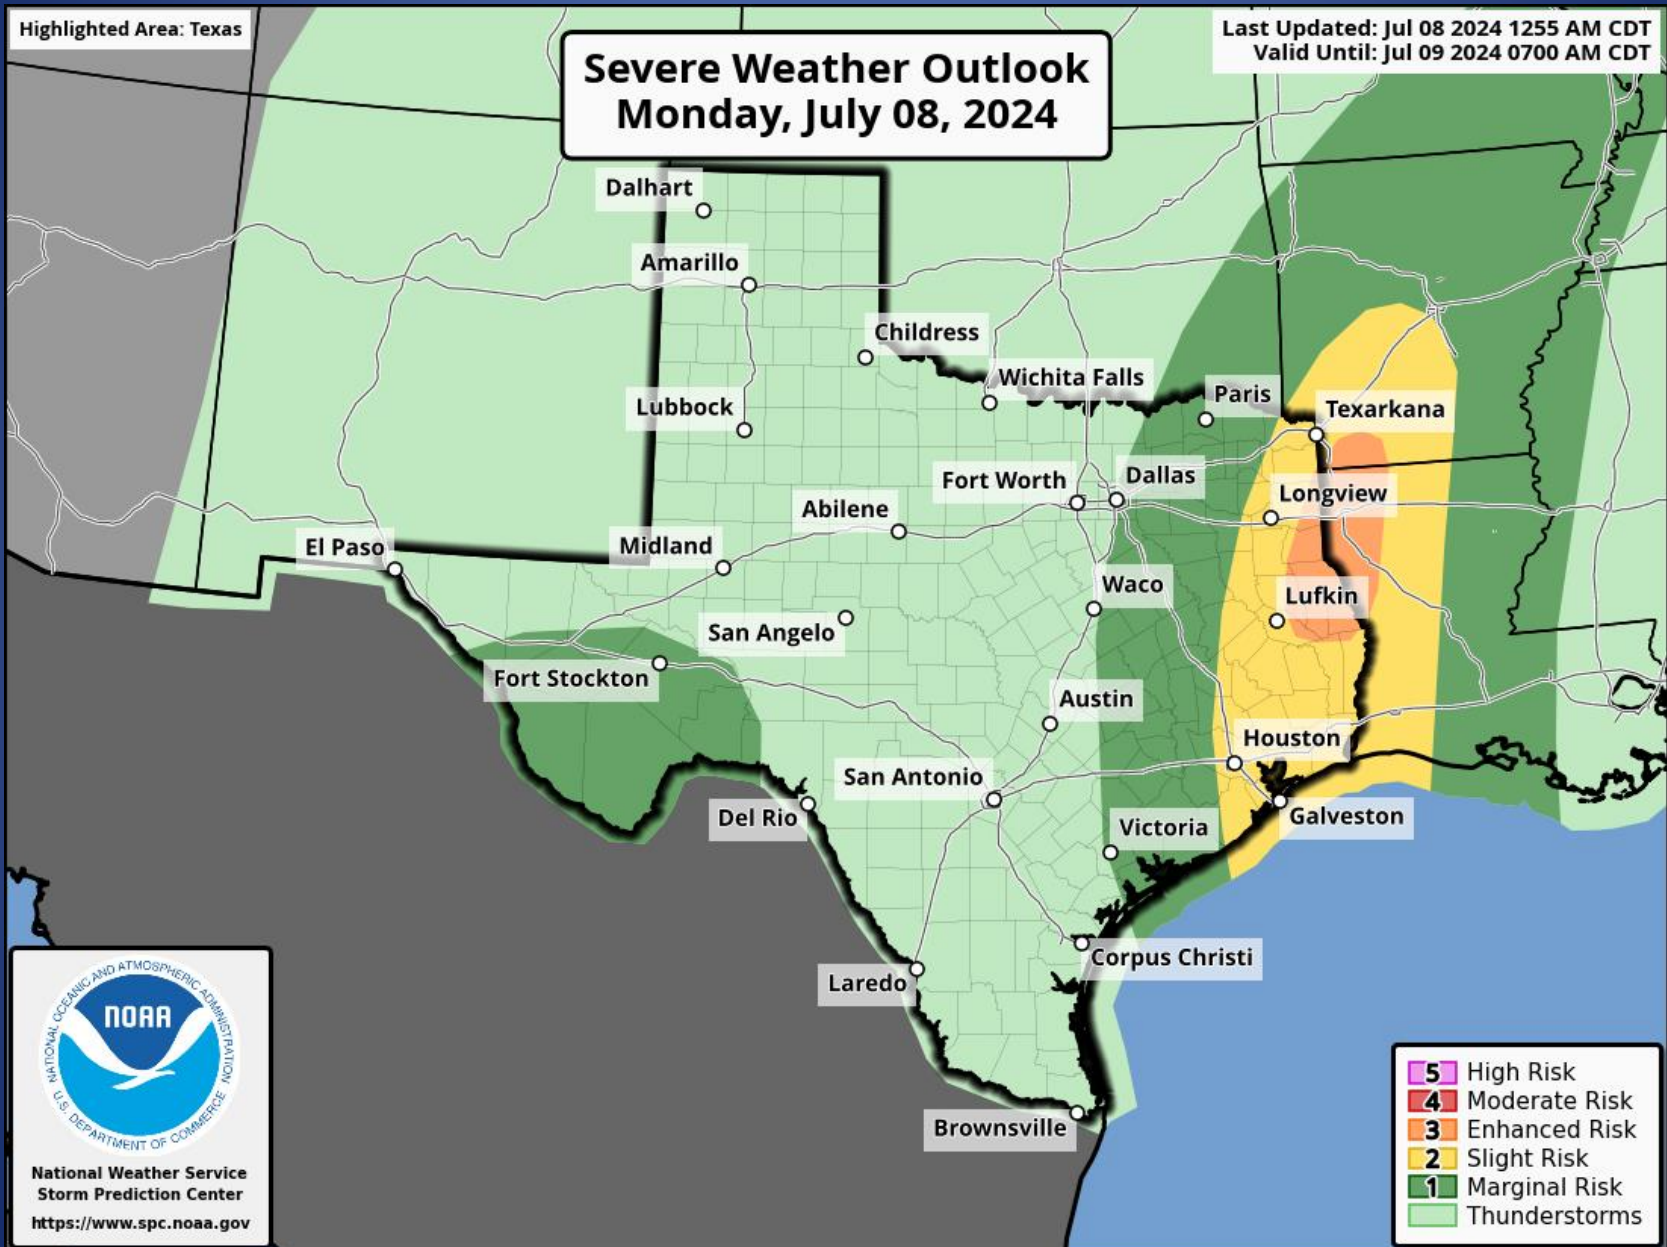 Highlighted Area: Texas
Last Updated: Jul 08 2024 1255 AM CDT
Valid Until: Jul 09 2024 0700 AM CDT
Severe Weather Outlook
Monday, July 08, 2024
Dalhart
Amarillo
Childress
Wichita Falls
Paris
Texarkana
Lubbock
Fort Worth
Dallas
Longview
Abilene
El Paso
Midland
Waco
Lufkin
San Angelo
Fort Stockton
Austin
Houston
San Antonio
Del Rio
Victoria
Galveston
Corpus Christi
Laredo
Brownsville
NATIONAL OCEANIC AND ATMOSPHERIC ADMINISTRATION
NOAA
U.S. DEPARTMENT OF COMMERCE
National Weather Service
Storm Prediction Center
https://www.spc.noaa.gov
5 High Risk
4 Moderate Risk
3 Enhanced Risk
2 Slight Risk
1 Marginal Risk
Thunderstorms